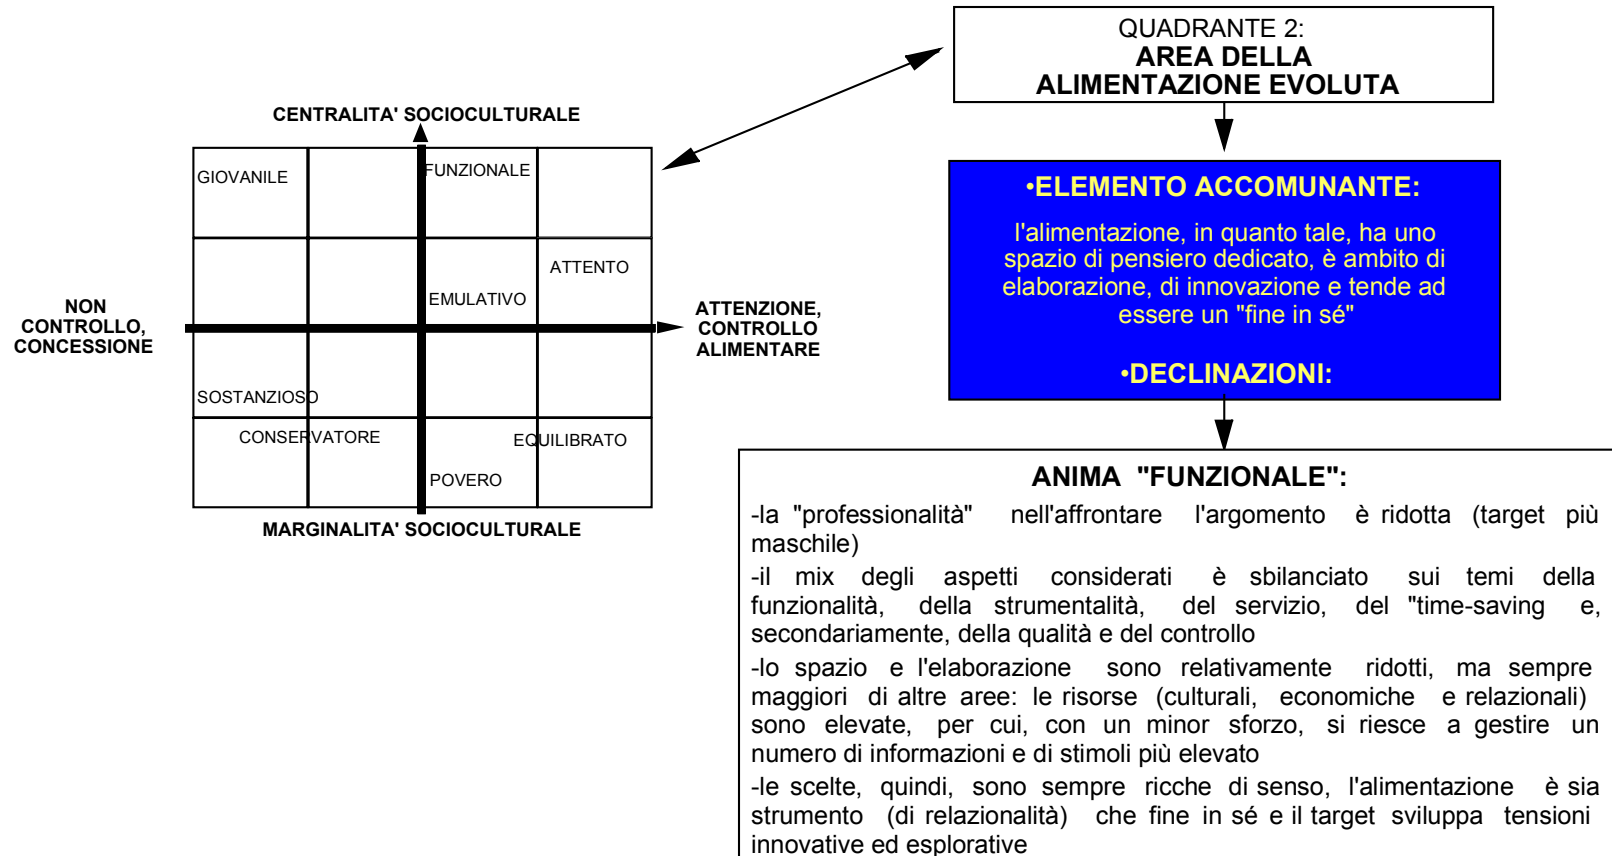 QUADRANTE 2:
AREA DELLA
ALIMENTAZIONE EVOLUTA
CENTRALITA' SOCIOCULTURALE
GIOVANILE
FUNZIONALE
ATTENTO
EMULATIVO
NON
CONTROLLO,
CONCESSIONE
ATTENZIONE,
CONTROLLO
ALIMENTARE
SOSTANZIOSO
CONSERVATORE
EQUILIBRATO
POVERO
MARGINALITA' SOCIOCULTURALE
•ELEMENTO ACCOMUNANTE:
l'alimentazione, in quanto tale, ha uno
spazio di pensiero dedicato, è ambito di
elaborazione, di innovazione e tende ad
essere un "fine in sé"
•DECLINAZIONI:
ANIMA "FUNZIONALE":
-la "professionalità" nell'affrontare l'argomento è ridotta (target più
maschile)
-il mix degli aspetti considerati è sbilanciato sui temi della
funzionalità, della strumentalità, del servizio, del "time-saving e,
secondariamente, della qualità e del controllo
-lo spazio e l'elaborazione sono relativamente ridotti, ma sempre
maggiori di altre aree: le risorse (culturali, economiche e relazionali)
sono elevate, per cui, con un minor sforzo, si riesce a gestire un
numero di informazioni e di stimoli più elevato
-le scelte, quindi, sono sempre ricche di senso, l'alimentazione è sia
strumento (di relazionalità) che fine in sé e il target sviluppa tensioni
innovative ed esplorative